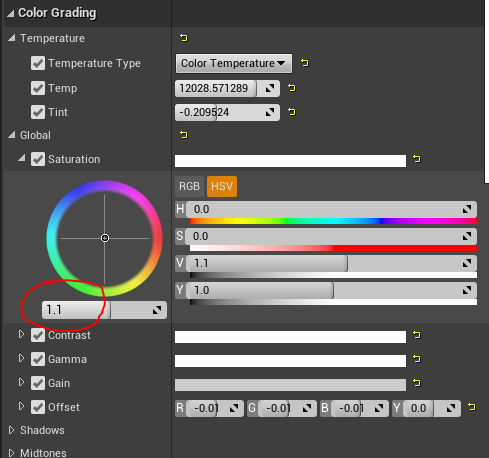 Color Grading
Temperature
Temperature Type Color Temperature
Temp 12028.571289
Tint -0.209524
Global
Saturation
RGB HSV
H 0.0
S 0.0
V 1.1
Y 1.0
1.1
Contrast
Gamma
Gain
Offset R -0.01 G -0.01 B -0.01 Y 0.0
Shadows
Midtones